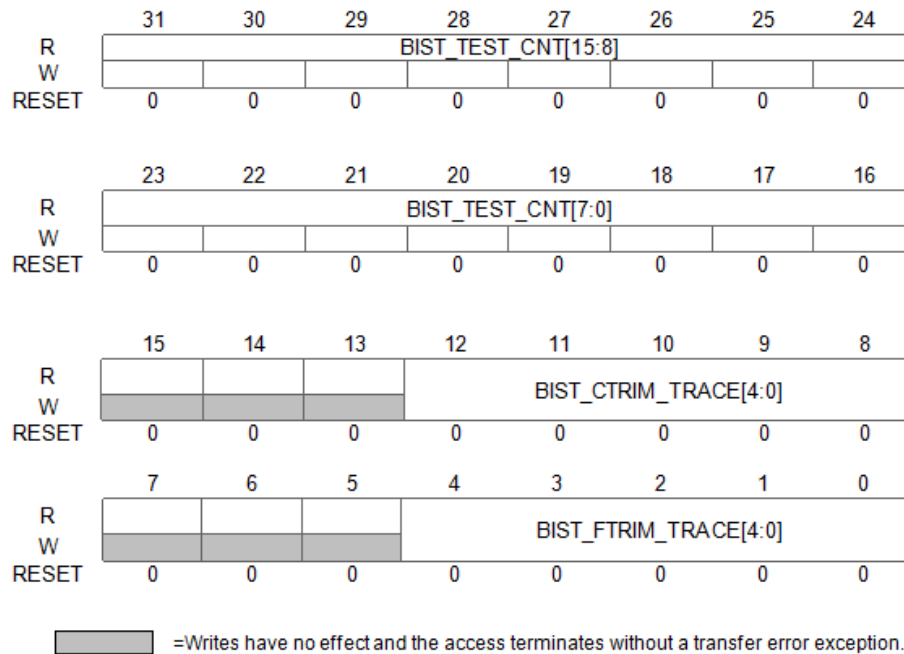 31 30 29 28 27 26 25 24
R BIST_TEST_CNT[15:8]
W
RESET 0 0 0 0 0 0 0 0
23 22 21 20 19 18 17 16
R BIST_TEST_CNT[7:0]
W
RESET 0 0 0 0 0 0 0 0
15 14 13 12 11 10 9 8
R BIST_CTRIM_TRACE[4:0]
W
RESET 0 0 0 0 0 0 0 0
7 6 5 4 3 2 1 0
R BIST_FTRIM_TRACE[4:0]
W
RESET 0 0 0 0 0 0 0 0
=Writes have no effect and the access terminates without a transfer error exception.